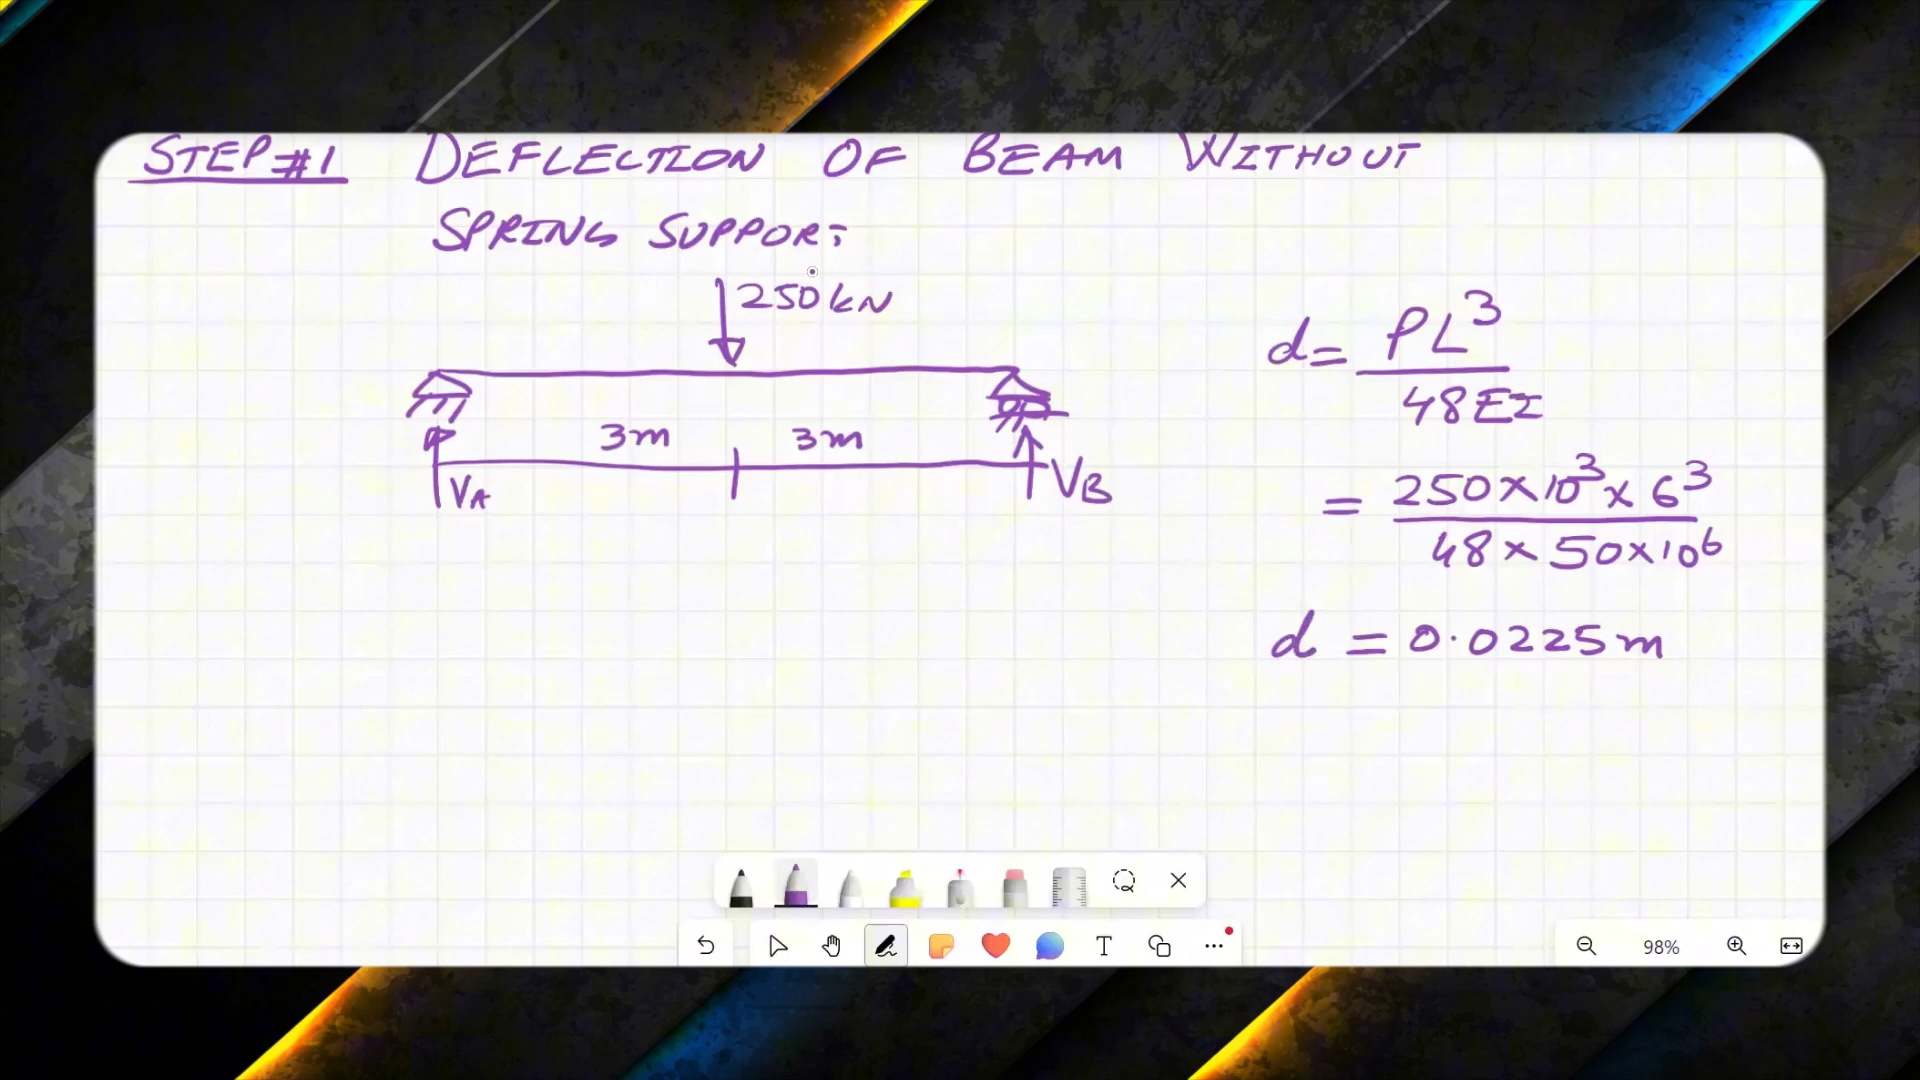 STEP #1 DEFLECTION OF BEAM WITHOUT
SPRING SUPPORT
250kN
3m 3m
VA
VB
d = PL³
48EI
= 250×10³×6³
48×50×10⁶
d = 0.0225m
T
98%